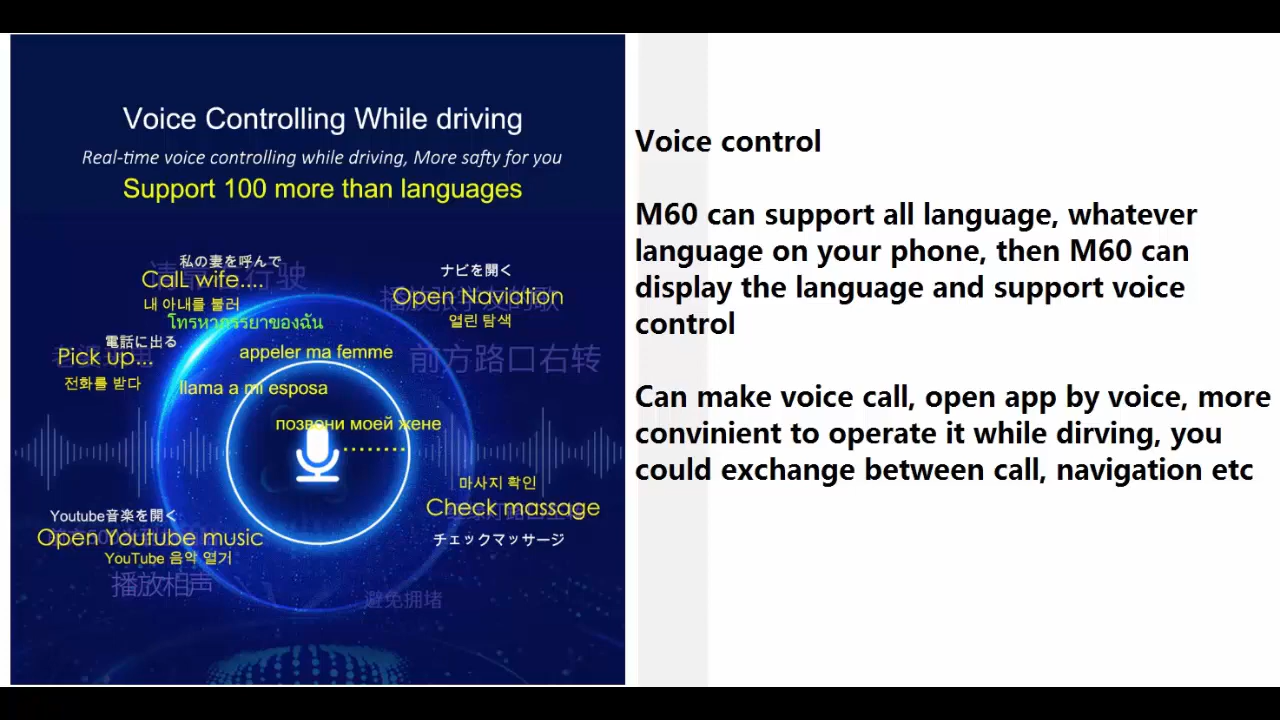 Voice Controlling While driving
Real-time voice controlling while driving, More safty for you
Support 100 more than languages
私の妻を呼んで
CalL wife....
내 아내를 불러
โทรหาภรรยาของฉัน
ナビを開く
Open Naviation
열린 탐색
電話に出る
Pick up...
전화를 받다
appeler ma femme
前方路口右转
llama a mi esposa
позвони моей жене
마사지 확인
Check massage
チェックマッサージ
Youtube音楽を開く
Open Youtube music
YouTube 음악 열기
播放相声
避免拥堵
Voice control
M60 can support all language, whatever
language on your phone, then M60 can
display the language and support voice
control
Can make voice call, open app by voice, more
convinient to operate it while dirving, you
could exchange between call, navigation etc